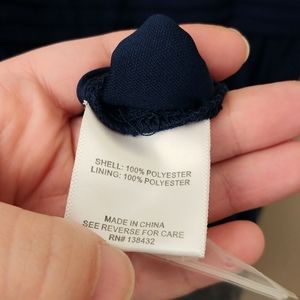 SHELL: 100% POLYESTER
LINING: 100% POLYESTER
MADE IN CHINA
SEE REVERSE FOR CARE
RN# 138432